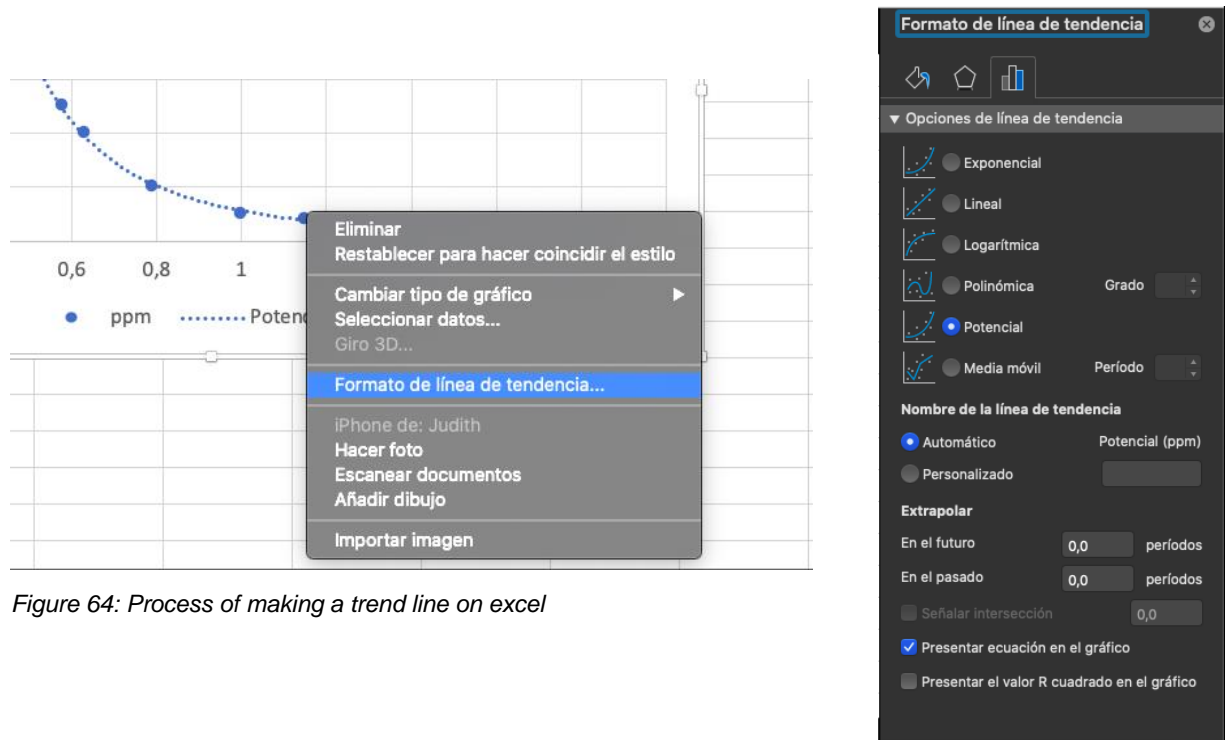 0,6 0,8 1
ppm Poten
Eliminar
Restablecer para hacer coincidir el estilo
Cambiar tipo de gráfico
Seleccionar datos...
Giro 3D...
Formato de línea de tendencia...
iPhone de: Judith
Hacer foto
Escanear documentos
Añadir dibujo
Importar imagen
Figure 64: Process of making a trend line on excel
Formato de línea de tendencia
Opciones de línea de tendencia
Exponencial
Lineal
Logarítmica
Polinómica Grado
Potencial
Media móvil Período
Nombre de la línea de tendencia
Automático Potencial (ppm)
Personalizado
Extrapolar
En el futuro 0,0 períodos
En el pasado 0,0 períodos
Señalar intersección 0,0
Presentar ecuación en el gráfico
Presentar el valor R cuadrado en el gráfico